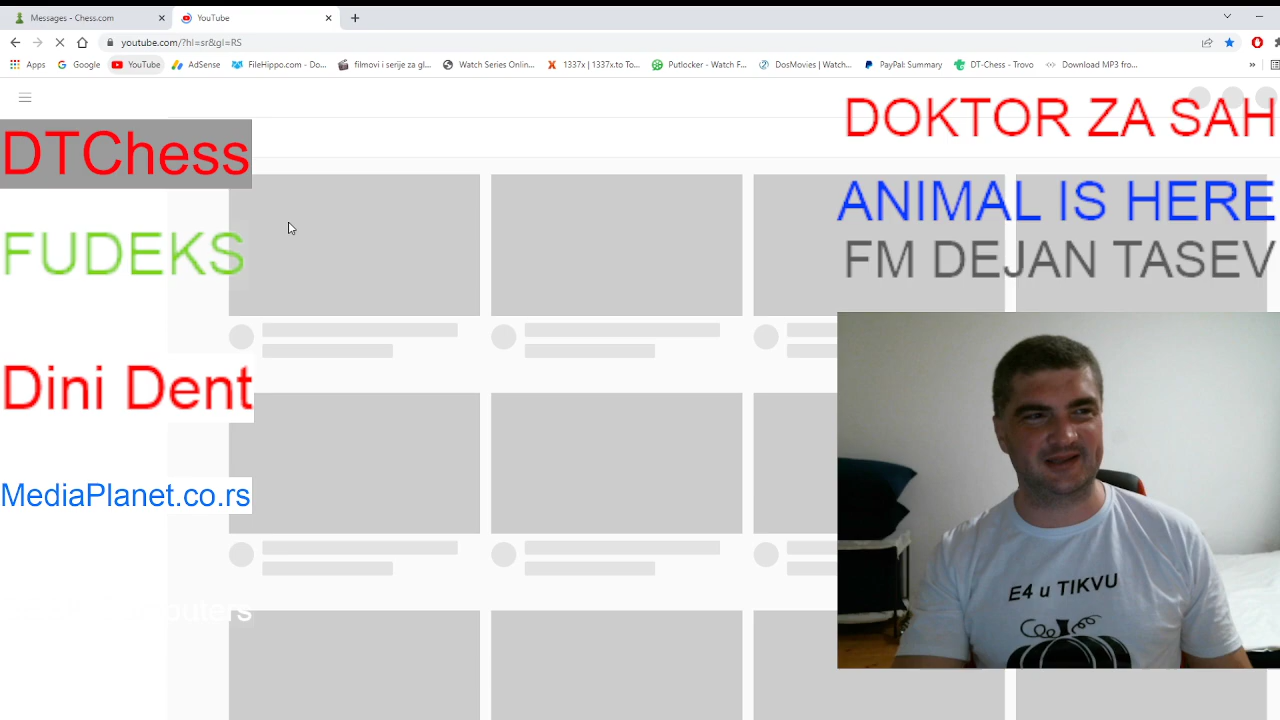 Messages - Chess.com
YouTube
youtube.com/?hl=sr&gl=RS
Apps
Google
YouTube
AdSense
FileHippo.com - Do...
filmovi i serije za gl...
Watch Series Onlin...
1337x | 1337x.to To...
Putlocker - Watch F...
DosMovies | Watch...
PayPal: Summary
DT-Chess - Trovo
Download MP3 fro...
DOKTOR ZA SAH
DTChess
ANIMAL IS HERE
FUDEKS
FM DEJAN TASEV
Dini Dent
MediaPlanet.co.rs
E4 u TIKVU